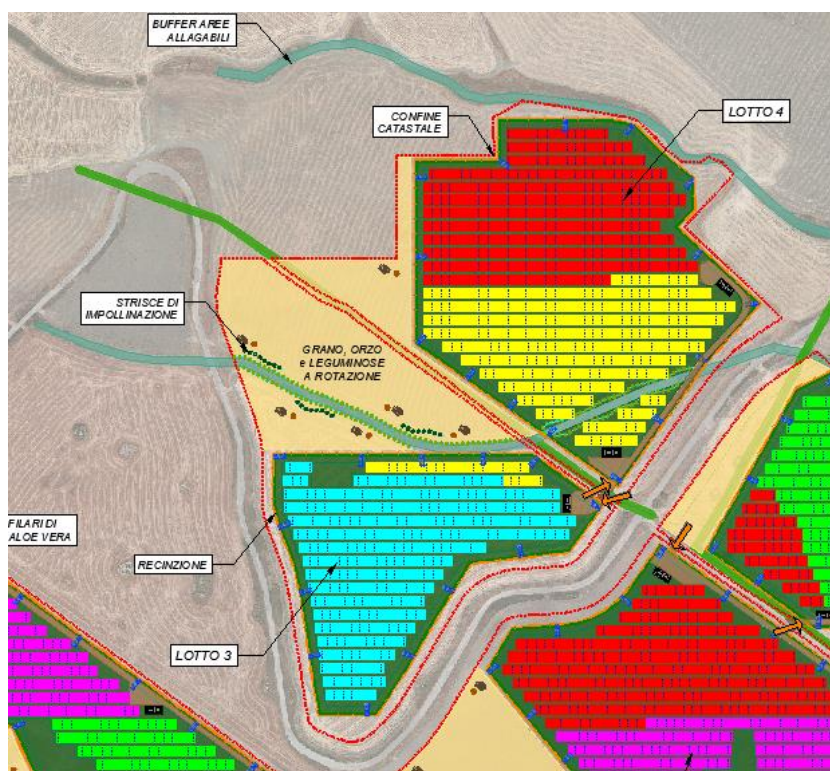 BUFFER AREE
ALLAGABILI
CONFINE
CATASTALE
LOTTO 4
STRISCE DI
IMPOLLINAZIONE
GRANO, ORZO
e LEGUMINOSE
A ROTAZIONE
FILARI DI
ALOE VERA
RECINZIONE
LOTTO 3